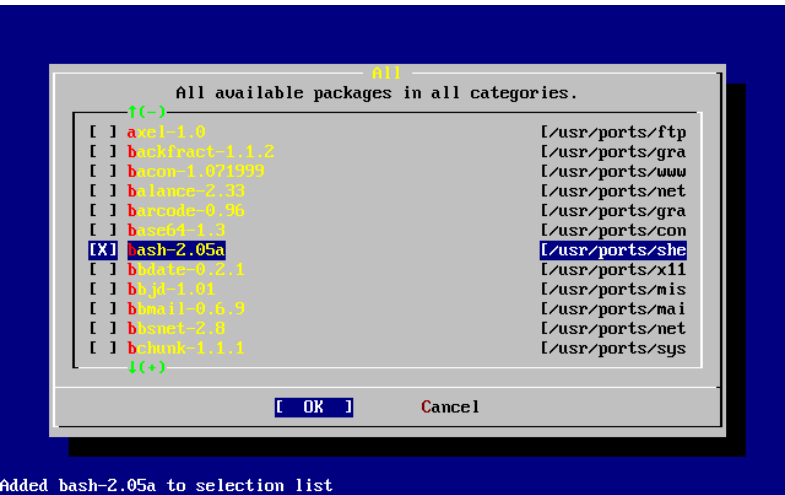 All
All available packages in all categories.
↑(-)
[ ] axel-1.0 [/usr/ports/ftp
[ ] backfract-1.1.2 [/usr/ports/gra
[ ] bacon-1.071999 [/usr/ports/www
[ ] balance-2.33 [/usr/ports/net
[ ] barcode-0.96 [/usr/ports/gra
[ ] base64-1.3 [/usr/ports/con
[X] bash-2.05a [/usr/ports/she
[ ] bbdate-0.2.1 [/usr/ports/x11
[ ] bbjd-1.01 [/usr/ports/mis
[ ] bbmail-0.6.9 [/usr/ports/mai
[ ] bbsnet-2.8 [/usr/ports/net
[ ] bchunk-1.1.1 [/usr/ports/sys
↓(+)
[ OK ] Cancel
Added bash-2.05a to selection list